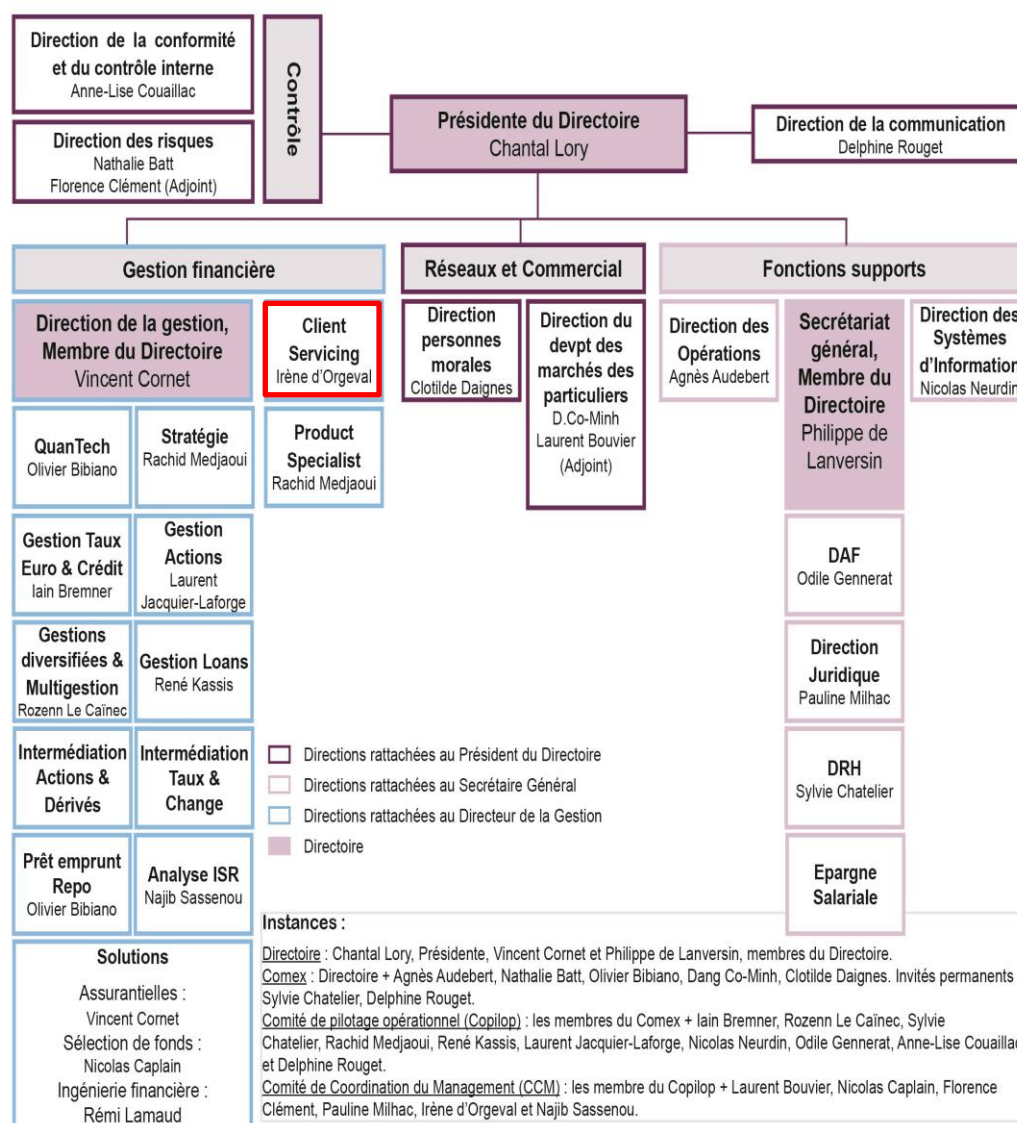 Direction de la conformité
et du contrôle interne
Anne-Lise Couaillac
Direction des risques
Nathalie Batt
Florence Clément (Adjoint)
Contrôle
Présidente du Directoire
Chantal Lory
Direction de la communication
Delphine Rouget
Gestion financière
Réseaux et Commercial
Fonctions supports
Direction de la gestion,
Membre du Directoire
Vincent Cornet
Client
Servicing
Irène d'Orgeval
Direction
personnes
morales
Clotilde Daignes
Direction du
devpt des
marchés des
particuliers
D.Co-Minh
Laurent Bouvier
(Adjoint)
Direction des
Opérations
Agnès Audebert
Secrétariat
général,
Membre du
Directoire
Philippe de
Lanversin
Direction des
Systèmes
d'Information
Nicolas Neurdin
QuanTech
Olivier Bibiano
Stratégie
Rachid Medjaoui
Product
Specialist
Rachid Medjaoui
Gestion Taux
Euro & Crédit
Iain Bremner
Gestion
Actions
Laurent
Jacquier-Laforge
DAF
Odile Gennerat
Gestions
diversifiées &
Multigestion
Rozenn Le Caïnec
Gestion Loans
René Kassis
Direction
Juridique
Pauline Milhac
Intermédiation
Actions &
Dérivés
Intermédiation
Taux &
Change
DRH
Sylvie Chatelier
Prêt emprunt
Repo
Olivier Bibiano
Analyse ISR
Najib Sassenou
Epargne
Salariale
Directions rattachées au Président du Directoire
Directions rattachées au Secrétaire Général
Directions rattachées au Directeur de la Gestion
Directoire
Solutions
Assurantielles :
Vincent Cornet
Sélection de fonds :
Nicolas Caplain
Ingénierie financière :
Rémi Lamaud
Instances :
Directoire : Chantal Lory, Présidente, Vincent Cornet et Philippe de Lanversin, membres du Directoire.
Comex : Directoire + Agnès Audebert, Nathalie Batt, Olivier Bibiano, Dang Co-Minh, Clotilde Daignes. Invités permanents
Sylvie Chatelier, Delphine Rouget.
Comité de pilotage opérationnel (Copilop) : les membres du Comex + Iain Bremner, Rozenn Le Caïnec, Sylvie
Chatelier, Rachid Medjaoui, René Kassis, Laurent Jacquier-Laforge, Nicolas Neurdin, Odile Gennerat, Anne-Lise Couaillac
et Delphine Rouget.
Comité de Coordination du Management (CCM) : les membre du Copilop + Laurent Bouvier, Nicolas Caplain, Florence
Clément, Pauline Milhac, Irène d'Orgeval et Najib Sassenou.